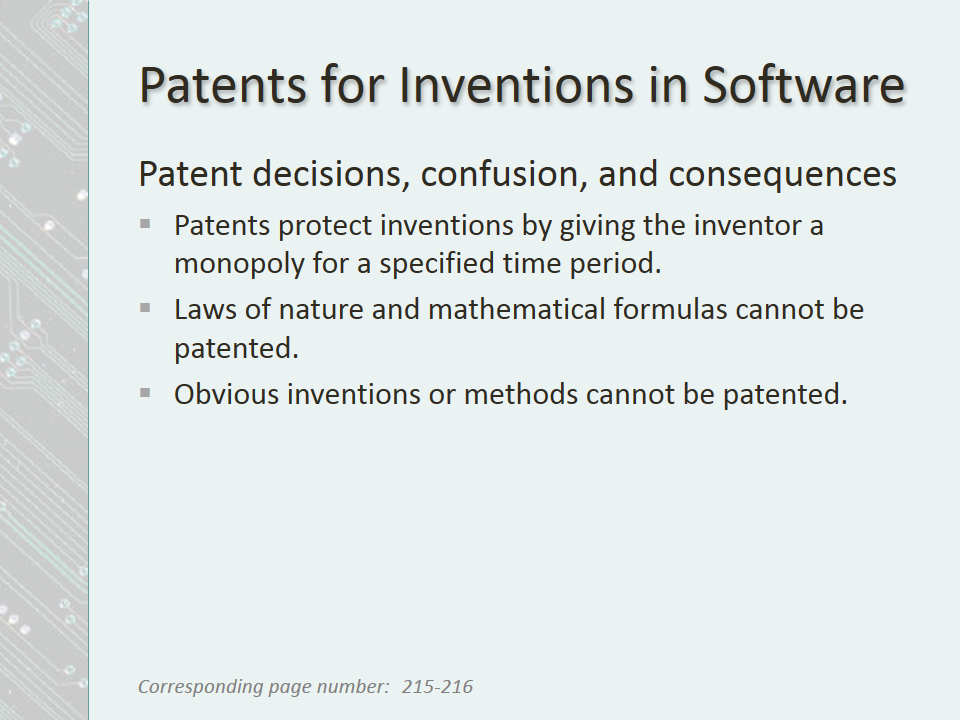 Patents for Inventions in Software
Patent decisions, confusion, and consequences
▪ Patents protect inventions by giving the inventor a
monopoly for a specified time period.
▪ Laws of nature and mathematical formulas cannot be
patented.
▪ Obvious inventions or methods cannot be patented.
Corresponding page number: 215-216